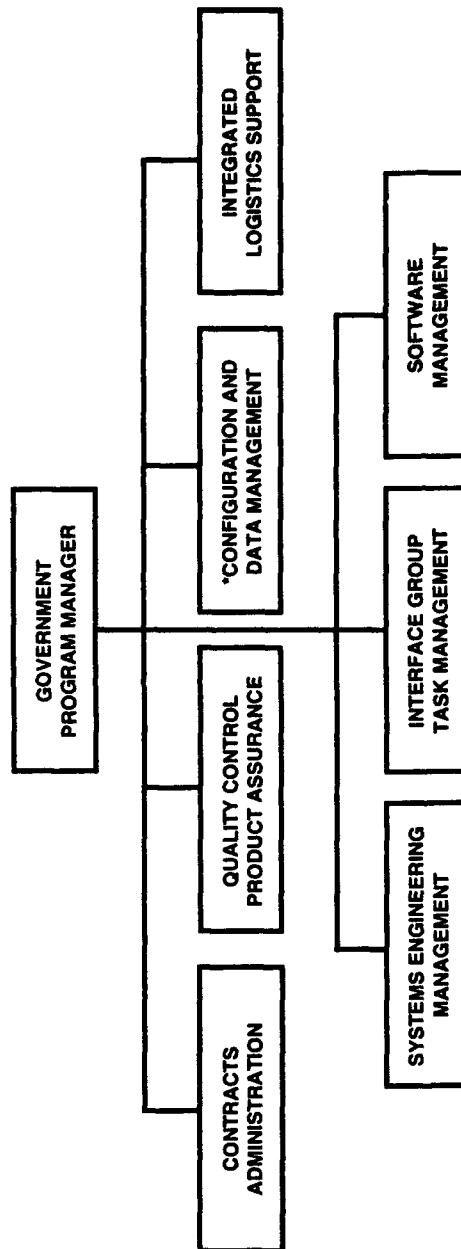 GOVERNMENT
PROGRAM MANAGER
CONTRACTS
ADMINISTRATION
QUALITY CONTROL
PRODUCT ASSURANCE
*CONFIGURATION AND
DATA MANAGEMENT
INTEGRATED
LOGISTICS SUPPORT
SYSTEMS ENGINEERING
MANAGEMENT
INTERFACE GROUP
TASK MANAGEMENT
SOFTWARE
MANAGEMENT